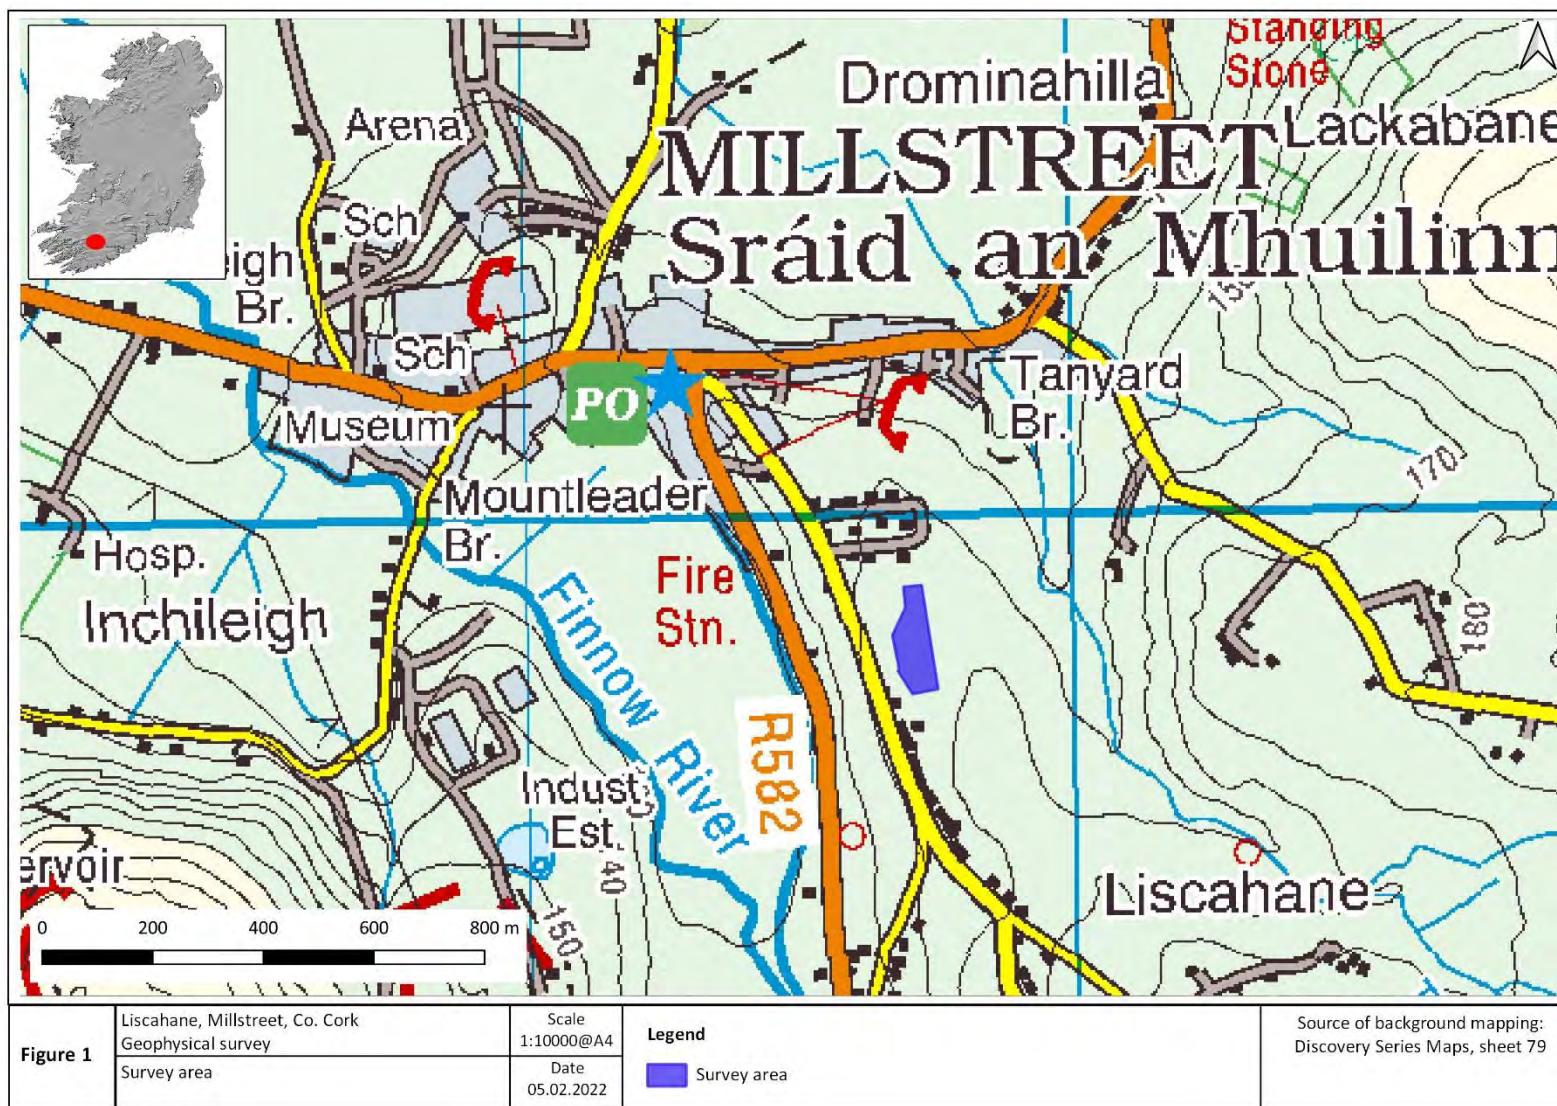 Standing
Stone
Drominahilla
Lackabane
Arena
MILLSTREET
Sráid an Mhuilinn
Sch
eigh
Br.
150
Sch
PO
Tanyard
Br.
Museum
170
Mountleader
Br.
Hosp.
Fire
Stn.
Inchileigh
Finnow River
180
R582
Indust.
Est.
ervoir
40
150
Liscahane
0 200 400 600 800 m
Figure 1
Liscahane, Millstreet, Co. Cork
Geophysical survey
Survey area
Scale
1:10000@A4
Date
05.02.2022
Legend
Survey area
Source of background mapping:
Discovery Series Maps, sheet 79